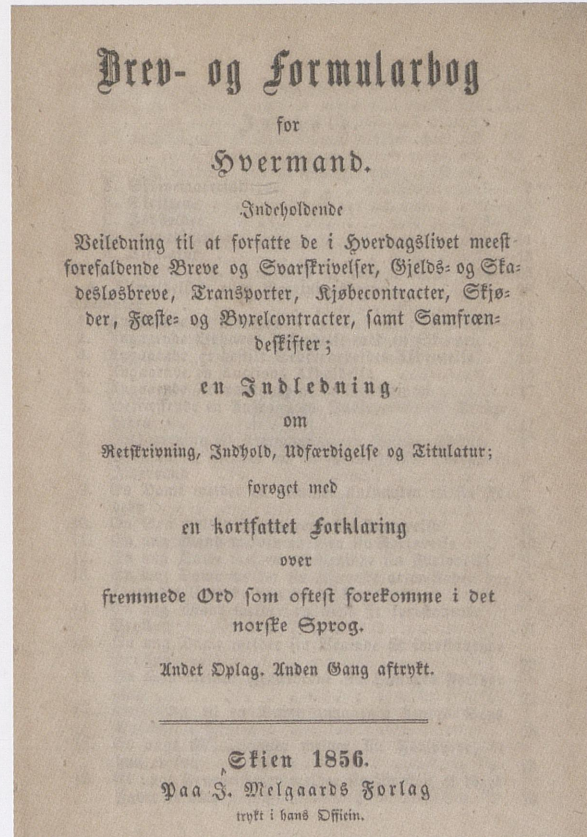 Brev- og Formularbog
for
Hvermand.
Indeholdende
Veiledning til at forfatte de i Hverdagslivet meest
forefaldende Breve og Svarskrivelser, Gjelds- og Ska-
desløsbreve, Transporter, Kjøbecontracter, Skjø-
der, Fæste- og Byxelcontracter, samt Samfræn-
deskifter;
en Indledning
om
Retskrivning, Indhold, Udfærdigelse og Titulatur;
forøget med
en kortfattet Forklaring
over
fremmede Ord som oftest forekomme i det
norske Sprog.
Andet Oplag. Anden Gang aftrykt.
Skien 1856.
Paa J. Melgaards Forlag
trykt i hans Officin.